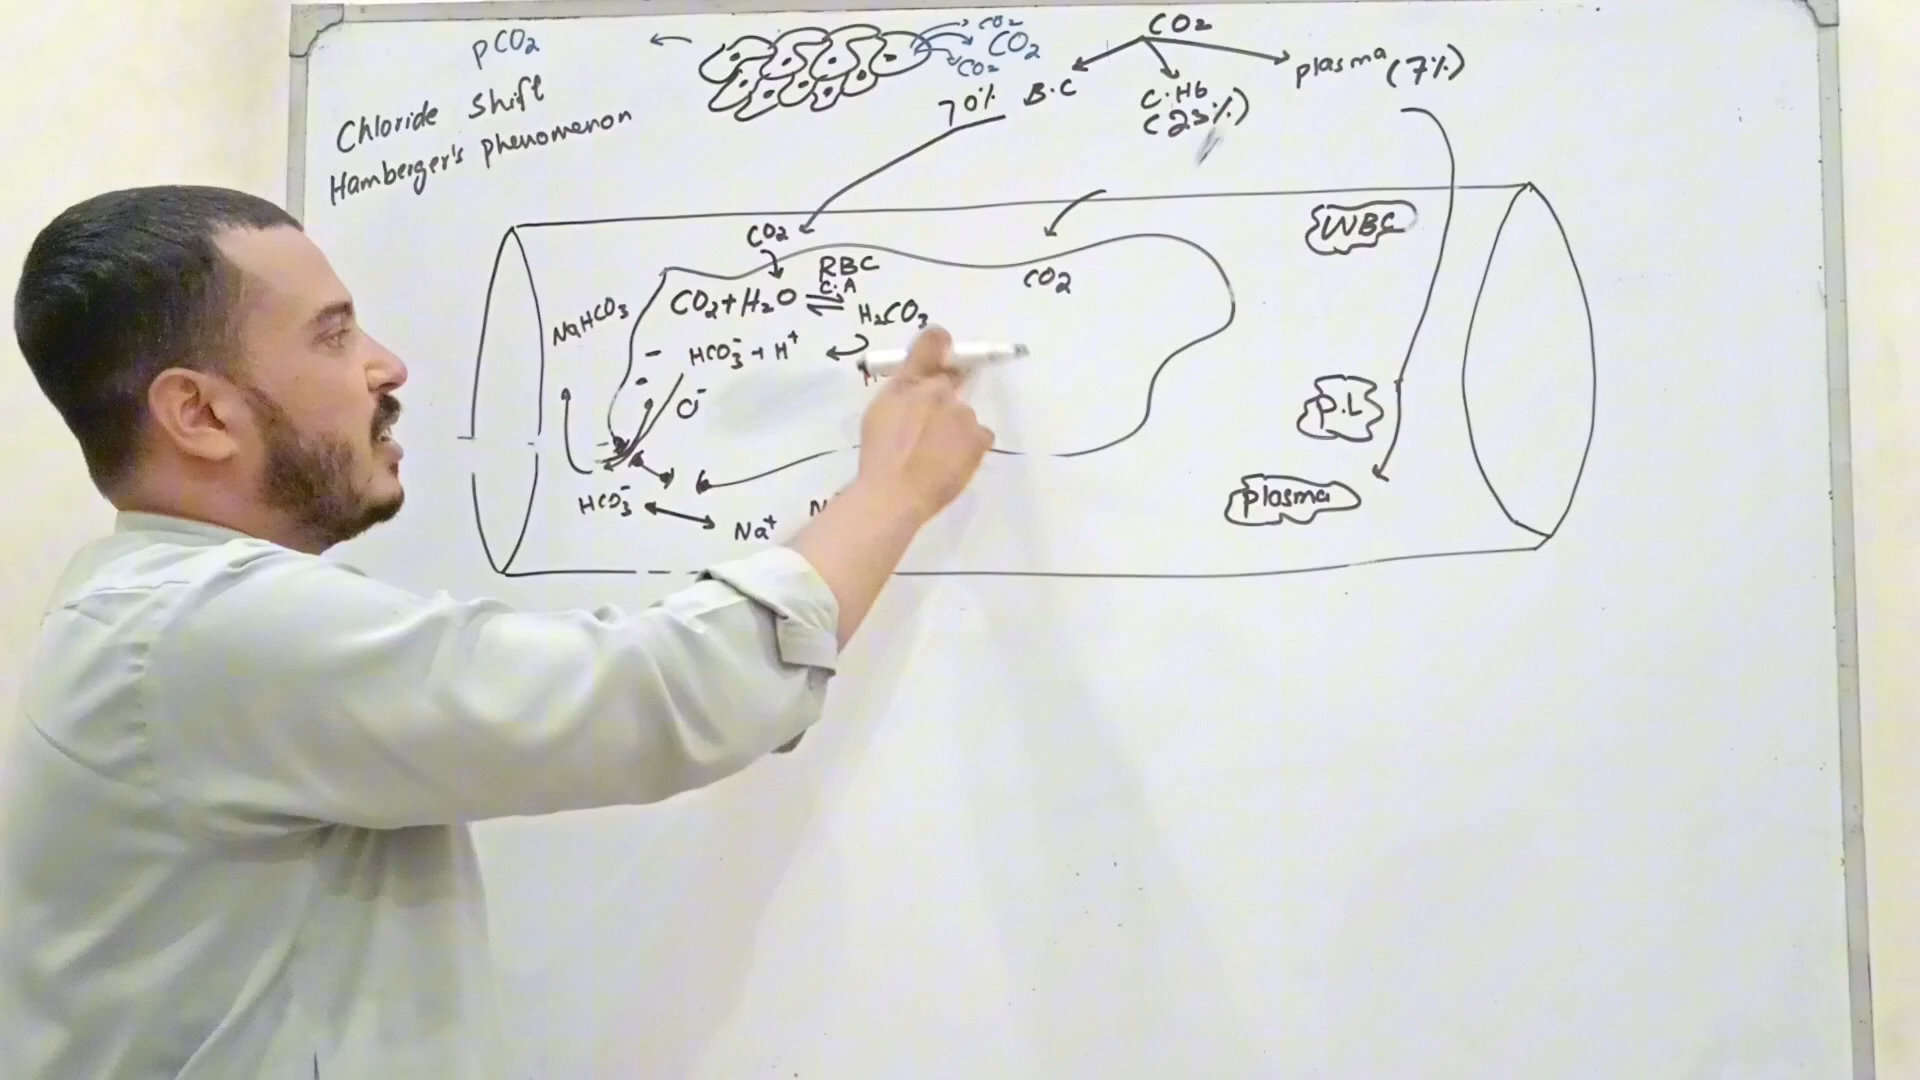 pCO₂
Chloride Shift
Hamberger's phenomenon
CO₂
CO₂
CO₂
CO₂
70% B.C
C.Hb
(23%)
plasma (7%)
CO₂
RBC
C.A
CO₂+H₂O ⇌ H₂CO₃
HCO₃⁻ + H⁺
NaHCO₃
CO₂
HCO₃⁻
Na⁺
WBC
P.L
plasma